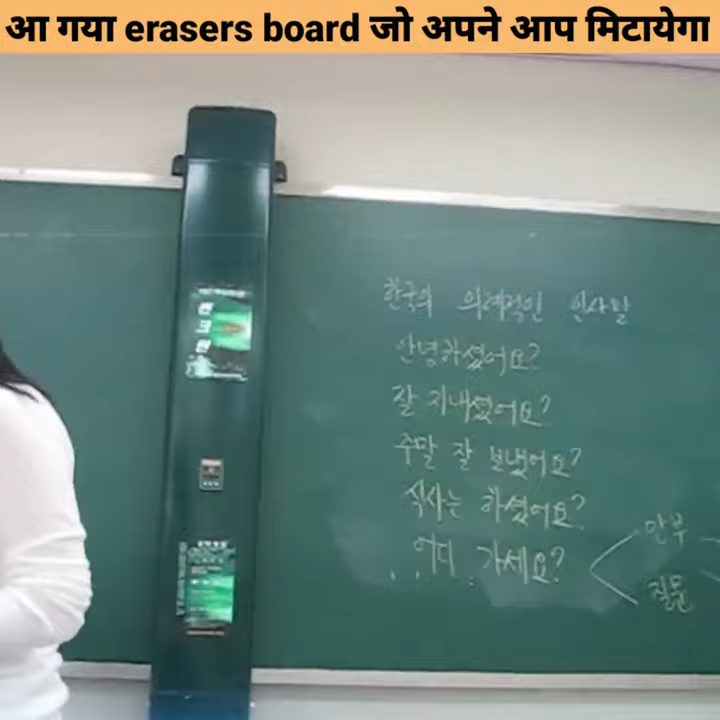 आ गया erasers board जो अपने आप मिटायेगा
한국의 의례적인 인사말
안녕하셨어요?
잘 지내셨어요?
주말 잘 보냈어요?
식사는 하셨어요?
어디 가세요?
안부
질문